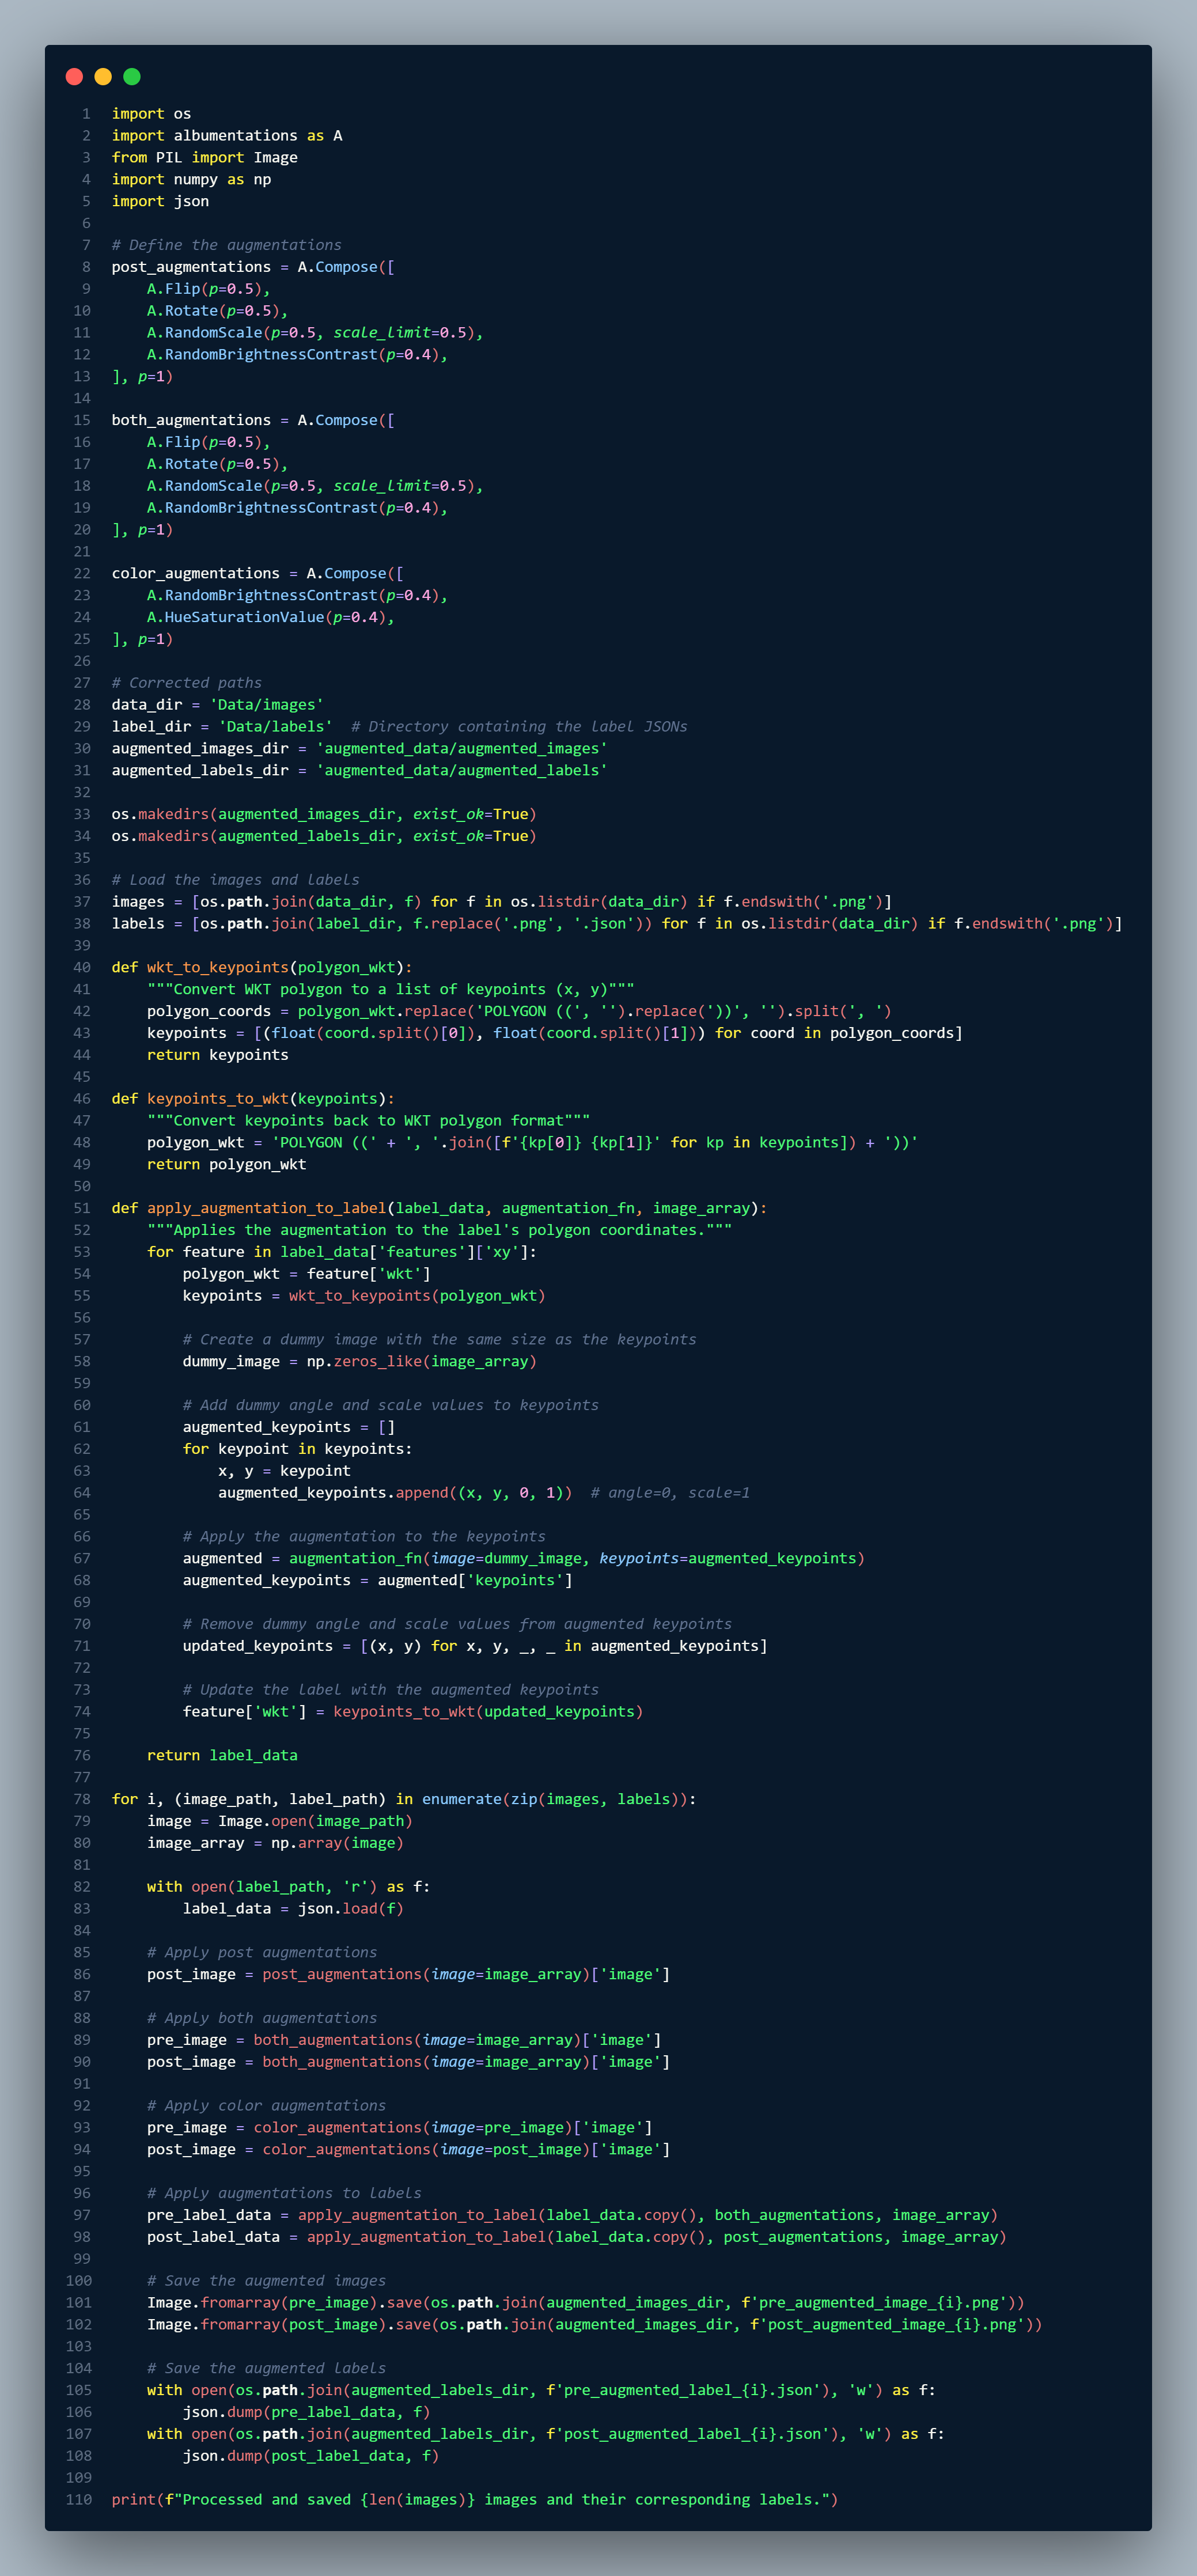 1 import os
2 import albumentations as A
3 from PIL import Image
4 import numpy as np
5 import json
6
7 # Define the augmentations
8 post_augmentations = A.Compose([
9     A.Flip(p=0.5),
10     A.Rotate(p=0.5),
11     A.RandomScale(p=0.5, scale_limit=0.5),
12     A.RandomBrightnessContrast(p=0.4),
13 ], p=1)
14
15 both_augmentations = A.Compose([
16     A.Flip(p=0.5),
17     A.Rotate(p=0.5),
18     A.RandomScale(p=0.5, scale_limit=0.5),
19     A.RandomBrightnessContrast(p=0.4),
20 ], p=1)
21
22 color_augmentations = A.Compose([
23     A.RandomBrightnessContrast(p=0.4),
24     A.HueSaturationValue(p=0.4),
25 ], p=1)
26
27 # Corrected paths
28 data_dir = 'Data/images'
29 label_dir = 'Data/labels'  # Directory containing the label JSONs
30 augmented_images_dir = 'augmented_data/augmented_images'
31 augmented_labels_dir = 'augmented_data/augmented_labels'
32
33 os.makedirs(augmented_images_dir, exist_ok=True)
34 os.makedirs(augmented_labels_dir, exist_ok=True)
35
36 # Load the images and labels
37 images = [os.path.join(data_dir, f) for f in os.listdir(data_dir) if f.endswith('.png')]
38 labels = [os.path.join(label_dir, f.replace('.png', '.json')) for f in os.listdir(data_dir) if f.endswith('.png')]
39
40 def wkt_to_keypoints(polygon_wkt):
41     """Convert WKT polygon to a list of keypoints (x, y)"""
42     polygon_coords = polygon_wkt.replace('POLYGON ((', '').replace('))', '').split(', ')
43     keypoints = [(float(coord.split()[0]), float(coord.split()[1])) for coord in polygon_coords]
44     return keypoints
45
46 def keypoints_to_wkt(keypoints):
47     """Convert keypoints back to WKT polygon format"""
48     polygon_wkt = 'POLYGON ((' + ', '.join([f'{kp[0]} {kp[1]}' for kp in keypoints]) + '))'
49     return polygon_wkt
50
51 def apply_augmentation_to_label(label_data, augmentation_fn, image_array):
52     """Applies the augmentation to the label's polygon coordinates."""
53     for feature in label_data['features']['xy']:
54         polygon_wkt = feature['wkt']
55         keypoints = wkt_to_keypoints(polygon_wkt)
56
57         # Create a dummy image with the same size as the keypoints
58         dummy_image = np.zeros_like(image_array)
59
60         # Add dummy angle and scale values to keypoints
61         augmented_keypoints = []
62         for keypoint in keypoints:
63             x, y = keypoint
64             augmented_keypoints.append((x, y, 0, 1))  # angle=0, scale=1
65
66         # Apply the augmentation to the keypoints
67         augmented = augmentation_fn(image=dummy_image, keypoints=augmented_keypoints)
68         augmented_keypoints = augmented['keypoints']
69
70         # Remove dummy angle and scale values from augmented keypoints
71         updated_keypoints = [(x, y) for x, y, _, _ in augmented_keypoints]
72
73         # Update the label with the augmented keypoints
74         feature['wkt'] = keypoints_to_wkt(updated_keypoints)
75
76     return label_data
77
78 for i, (image_path, label_path) in enumerate(zip(images, labels)):
79     image = Image.open(image_path)
80     image_array = np.array(image)
81
82     with open(label_path, 'r') as f:
83         label_data = json.load(f)
84
85     # Apply post augmentations
86     post_image = post_augmentations(image=image_array)['image']
87
88     # Apply both augmentations
89     pre_image = both_augmentations(image=image_array)['image']
90     post_image = both_augmentations(image=image_array)['image']
91
92     # Apply color augmentations
93     pre_image = color_augmentations(image=pre_image)['image']
94     post_image = color_augmentations(image=post_image)['image']
95
96     # Apply augmentations to labels
97     pre_label_data = apply_augmentation_to_label(label_data.copy(), both_augmentations, image_array)
98     post_label_data = apply_augmentation_to_label(label_data.copy(), post_augmentations, image_array)
99
100     # Save the augmented images
101     Image.fromarray(pre_image).save(os.path.join(augmented_images_dir, f'pre_augmented_image_{i}.png'))
102     Image.fromarray(post_image).save(os.path.join(augmented_images_dir, f'post_augmented_image_{i}.png'))
103
104     # Save the augmented labels
105     with open(os.path.join(augmented_labels_dir, f'pre_augmented_label_{i}.json'), 'w') as f:
106         json.dump(pre_label_data, f)
107     with open(os.path.join(augmented_labels_dir, f'post_augmented_label_{i}.json'), 'w') as f:
108         json.dump(post_label_data, f)
109
110 print(f"Processed and saved {len(images)} images and their corresponding labels.")